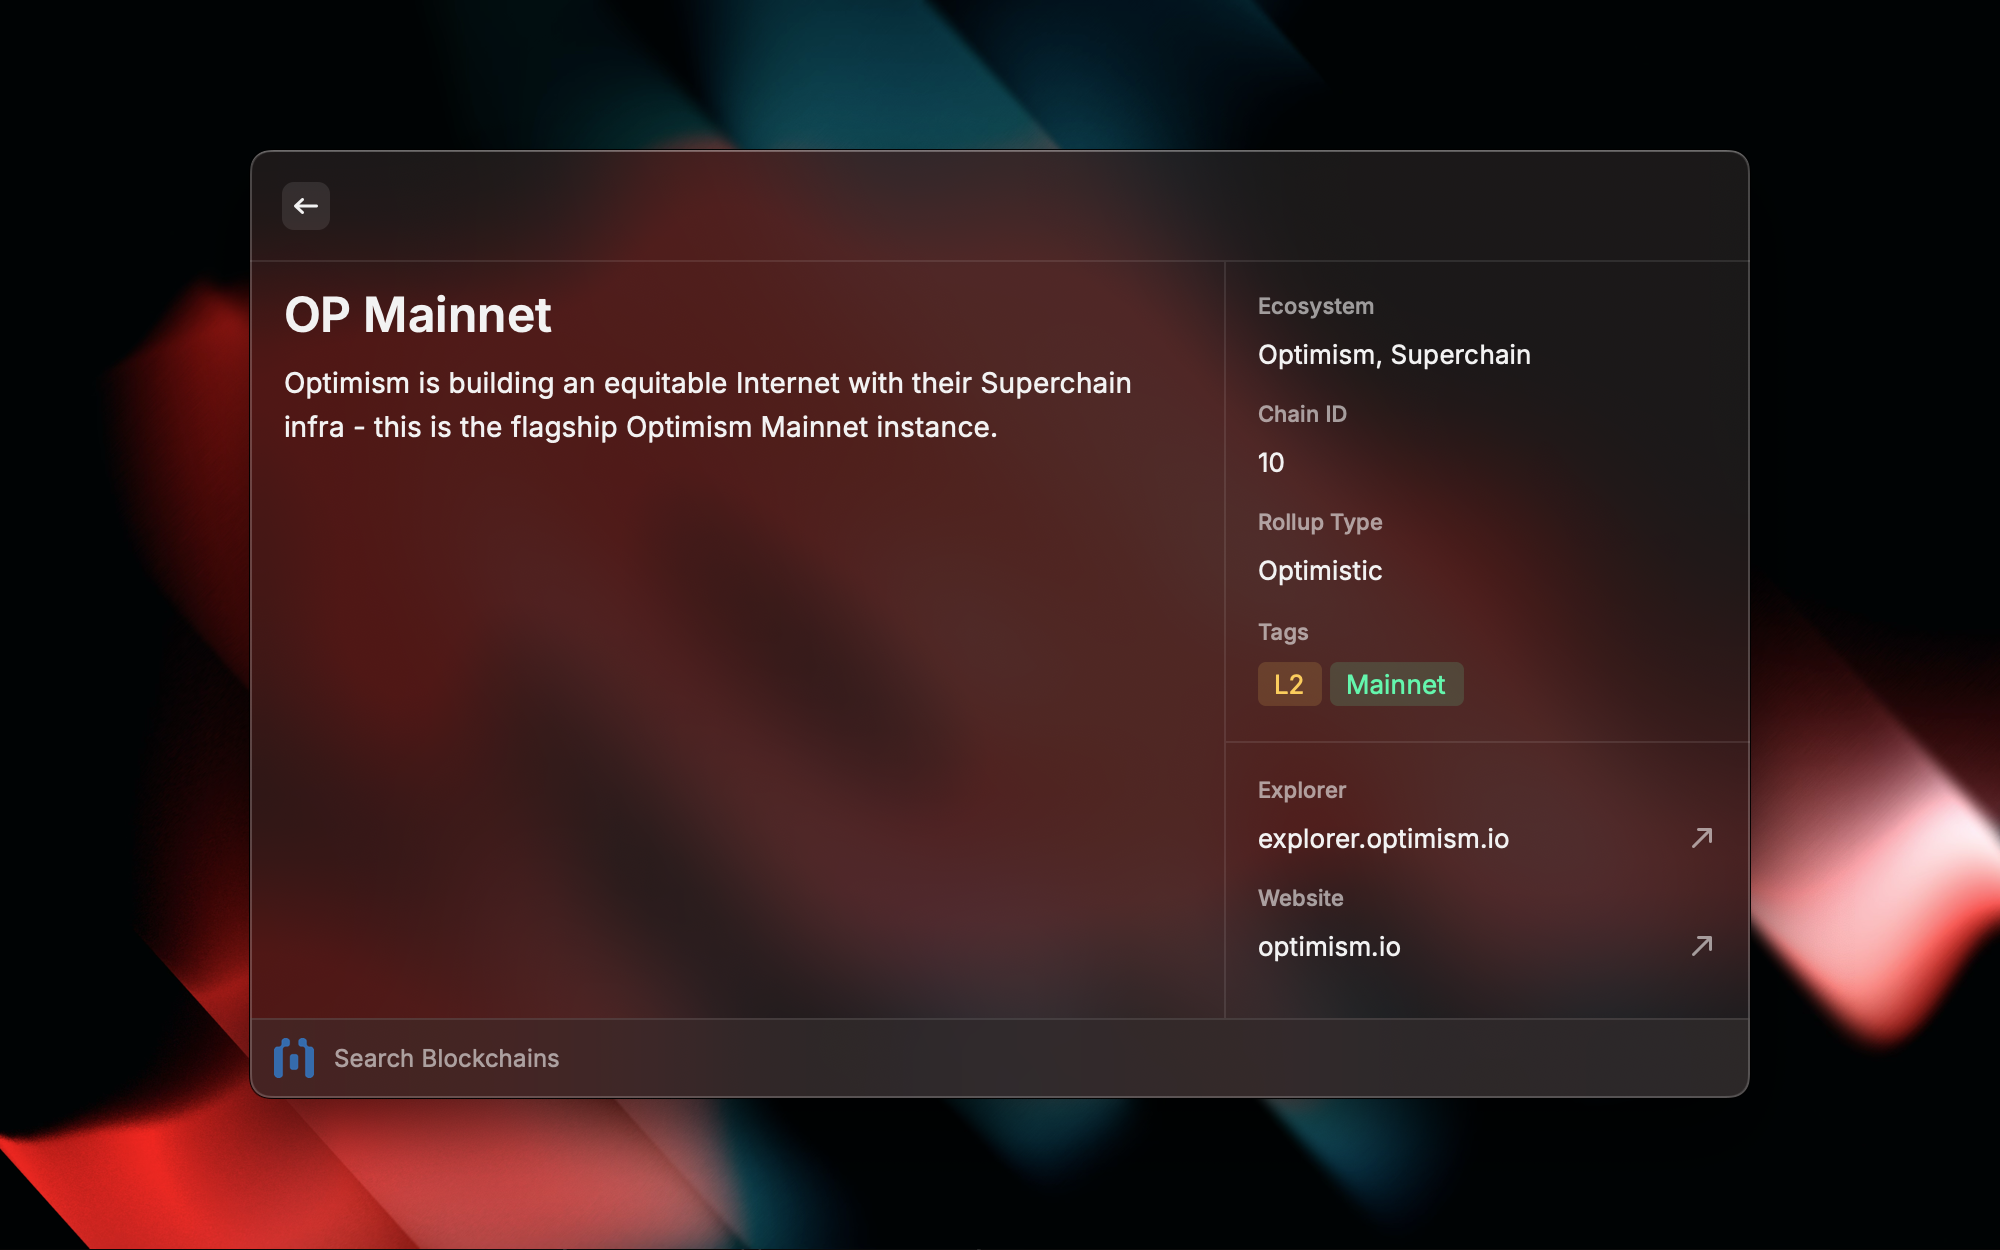 OP Mainnet
Optimism is building an equitable Internet with their Superchain
infra - this is the flagship Optimism Mainnet instance.
Ecosystem
Optimism, Superchain
Chain ID
10
Rollup Type
Optimistic
Tags
L2 Mainnet
Explorer
explorer.optimism.io
Website
optimism.io
Search Blockchains